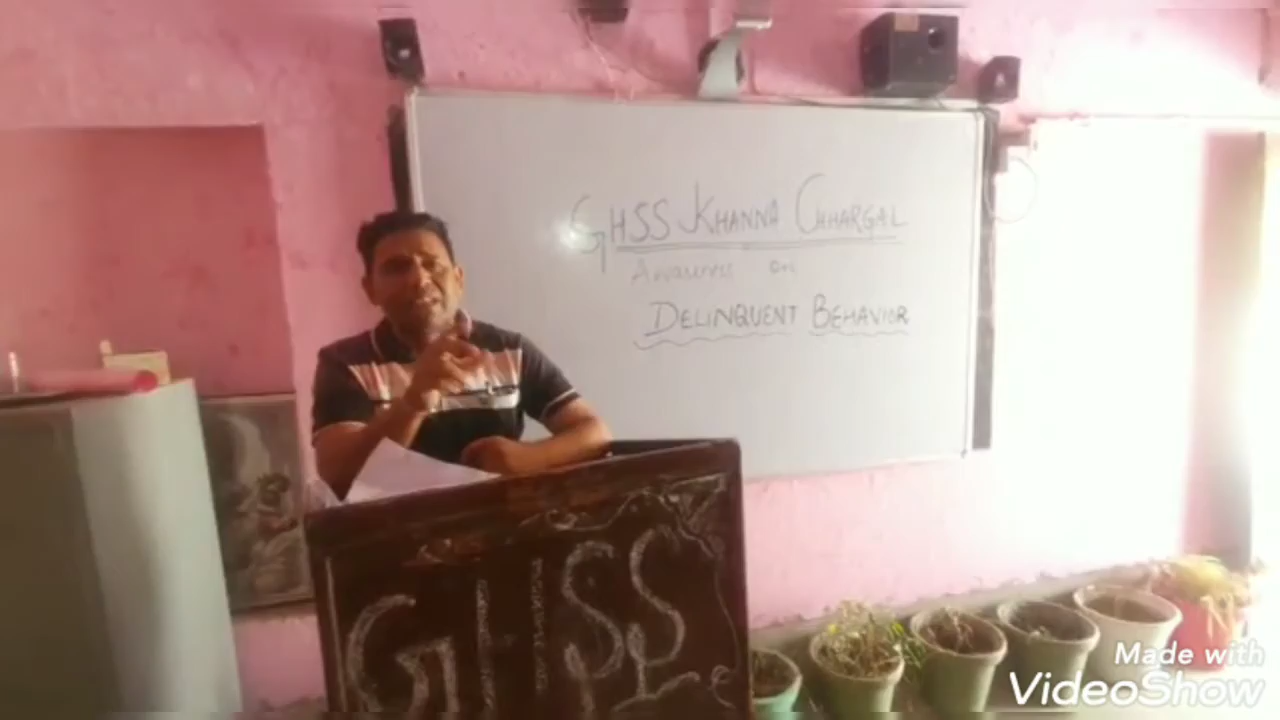 GHSS KHANNA CHHARGAL
Awareness on
DELINQUENT BEHAVIOR
GHSS
Made with
VideoShow